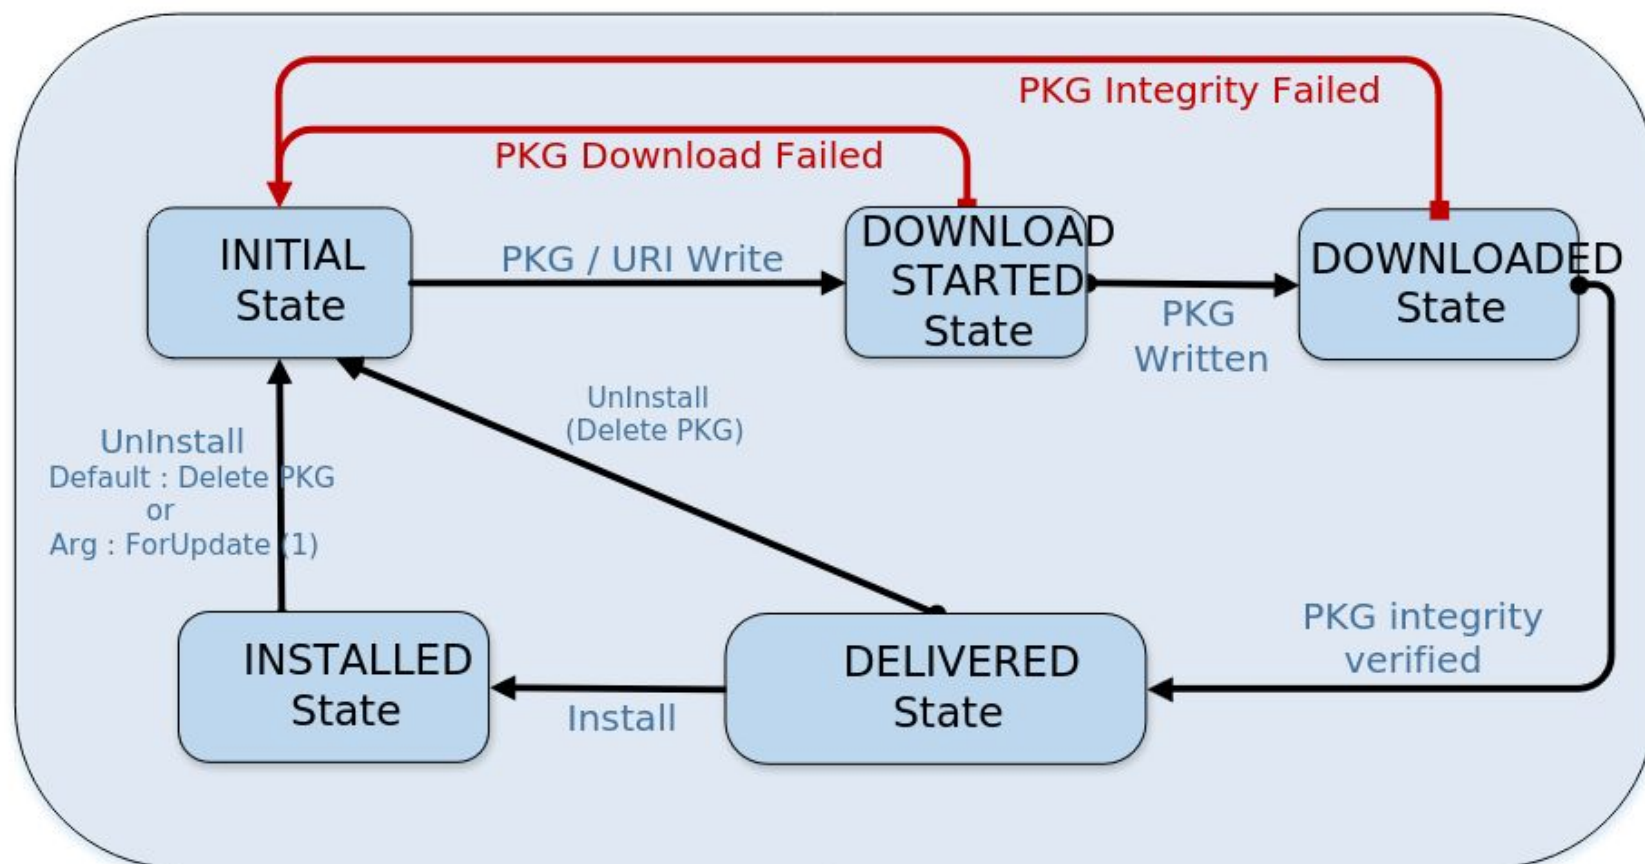 PKG Integrity Failed
PKG Download Failed
INITIAL
State
PKG / URI Write
DOWNLOAD
STARTED
State
PKG
Written
DOWNLOADED
State
UnInstall
(Delete PKG)
UnInstall
Default : Delete PKG
or
Arg : ForUpdate (1)
INSTALLED
State
Install
DELIVERED
State
PKG integrity
verified